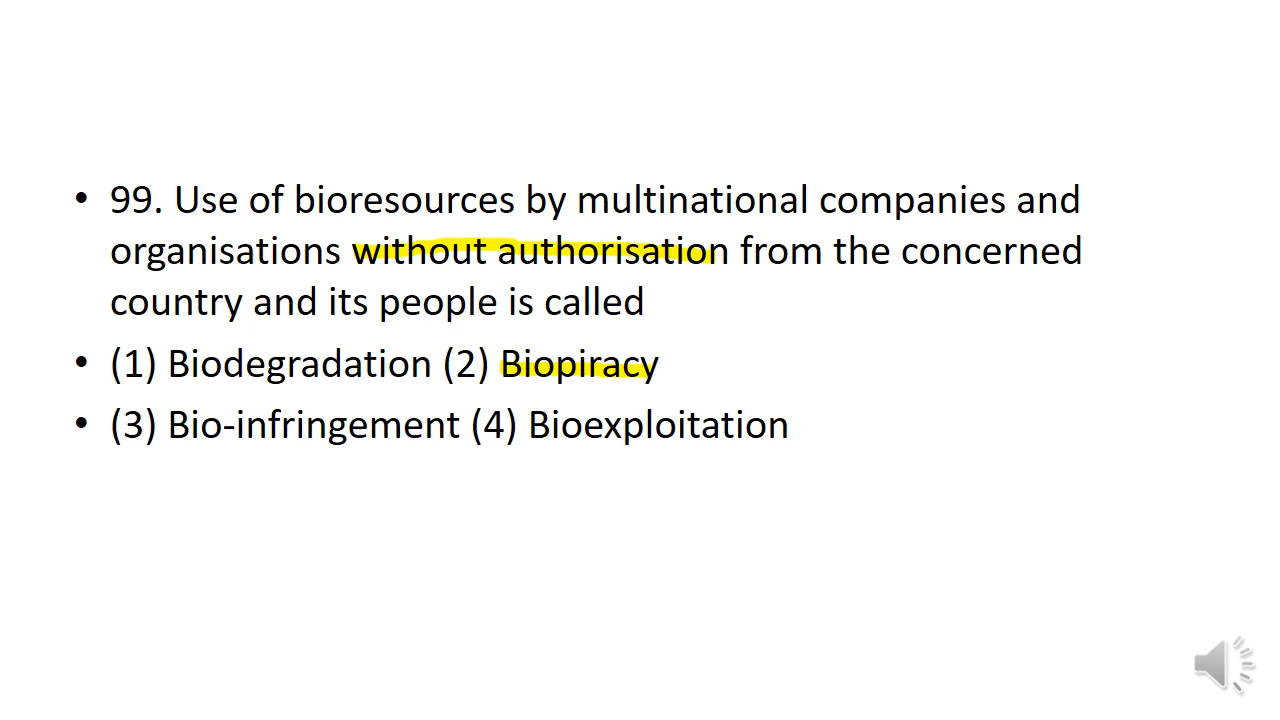 • 99. Use of bioresources by multinational companies and
organisations without authorisation from the concerned
country and its people is called
• (1) Biodegradation (2) Biopiracy
• (3) Bio-infringement (4) Bioexploitation